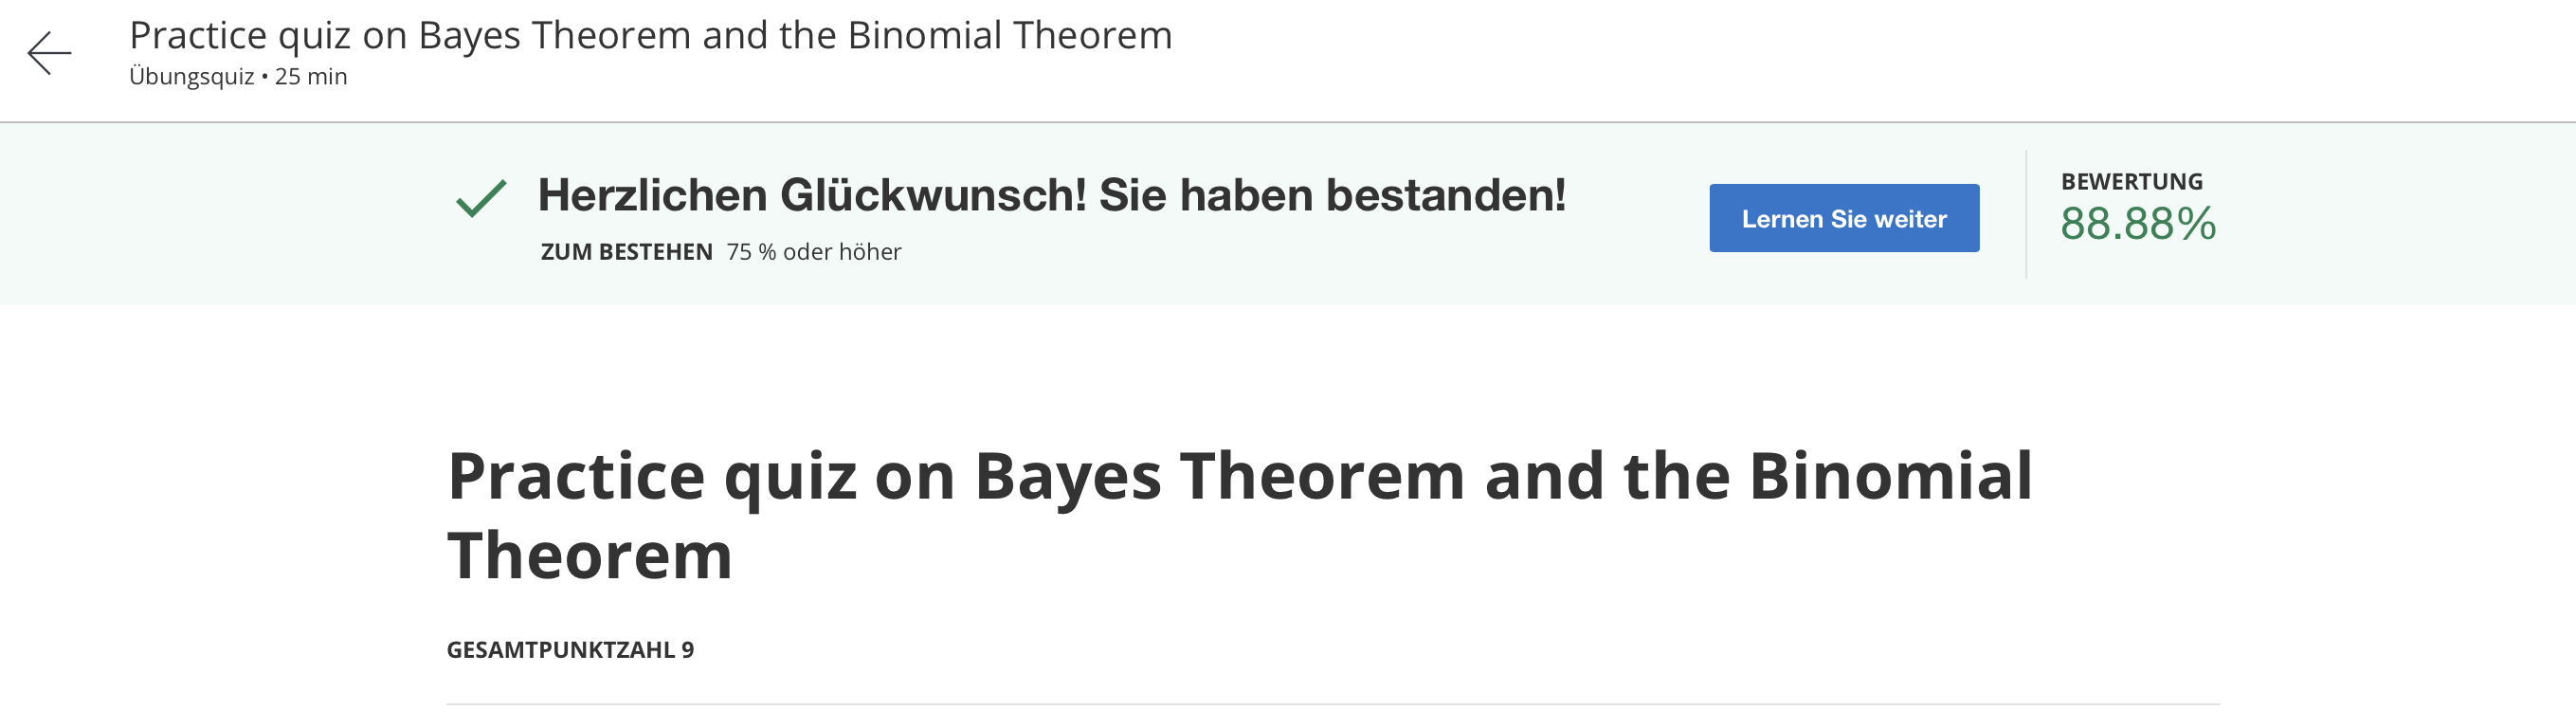 Practice quiz on Bayes Theorem and the Binomial Theorem
Übungsquiz • 25 min
Herzlichen Glückwunsch! Sie haben bestanden!
ZUM BESTEHEN 75 % oder höher
Lernen Sie weiter
BEWERTUNG
88.88%
Practice quiz on Bayes Theorem and the Binomial
Theorem
GESAMTPUNKTZAHL 9